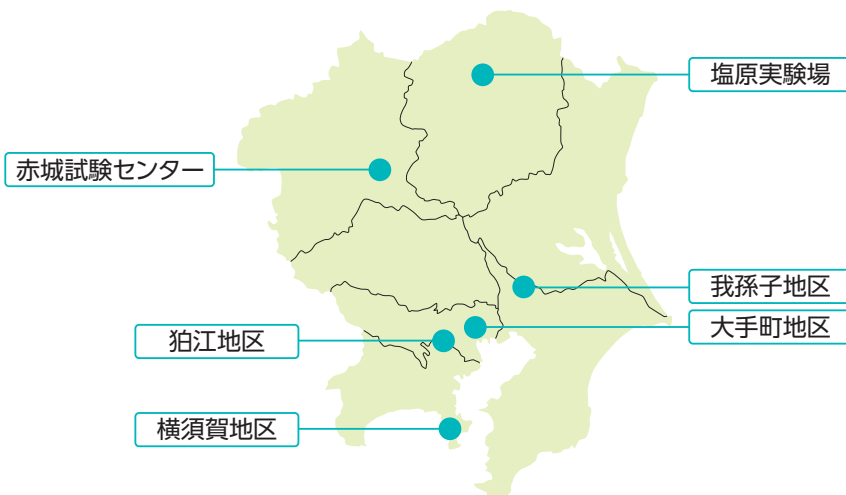 塩原実験場
赤城試験センター
我孫子地区
大手町地区
狛江地区
横須賀地区